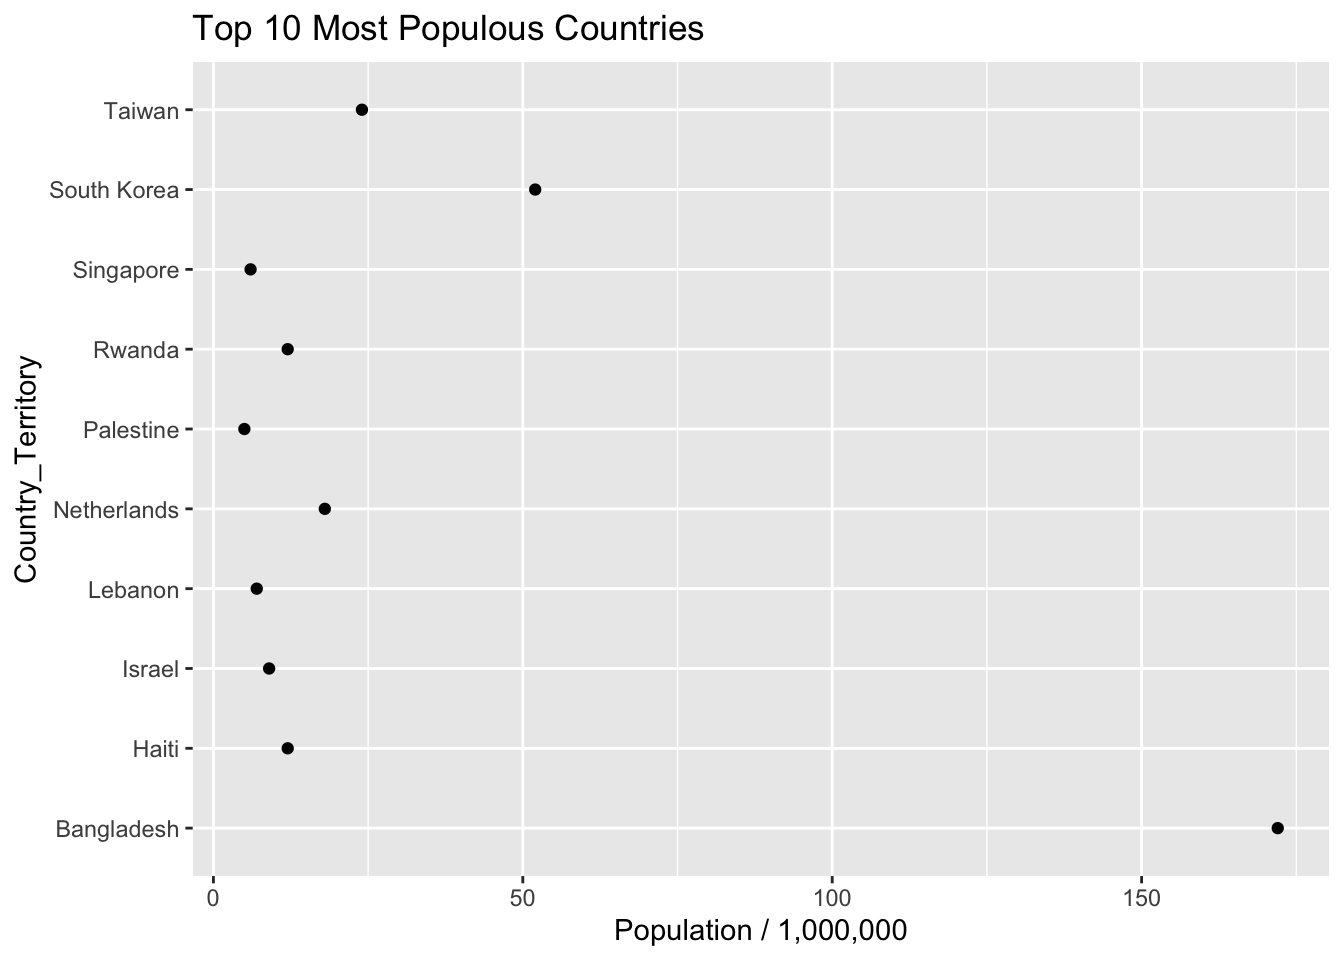 Top 10 Most Populous Countries
Taiwan
South Korea
Singapore
Rwanda
Palestine
Netherlands
Lebanon
Israel
Haiti
Bangladesh
Country_Territory
0 50 100 150
Population / 1,000,000